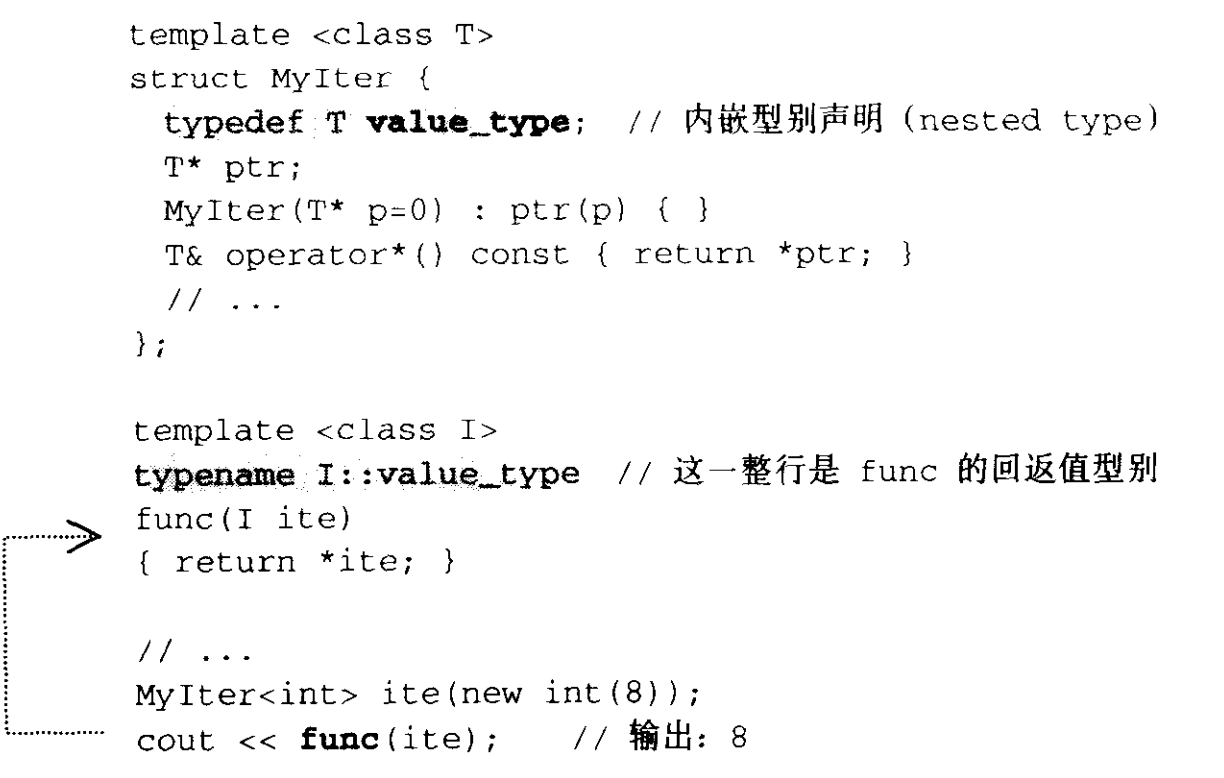 template <class T>
struct MyIter {
typedef T value_type; // 内嵌型别声明 (nested type)
T* ptr;
MyIter(T* p=0) : ptr(p) { }
T& operator*() const { return *ptr; }
// ...
};
template <class I>
typename I::value_type // 这一整行是 func 的回返值型别
func(I ite)
{ return *ite; }
// ...
MyIter<int> ite(new int(8));
cout << func(ite); // 输出: 8